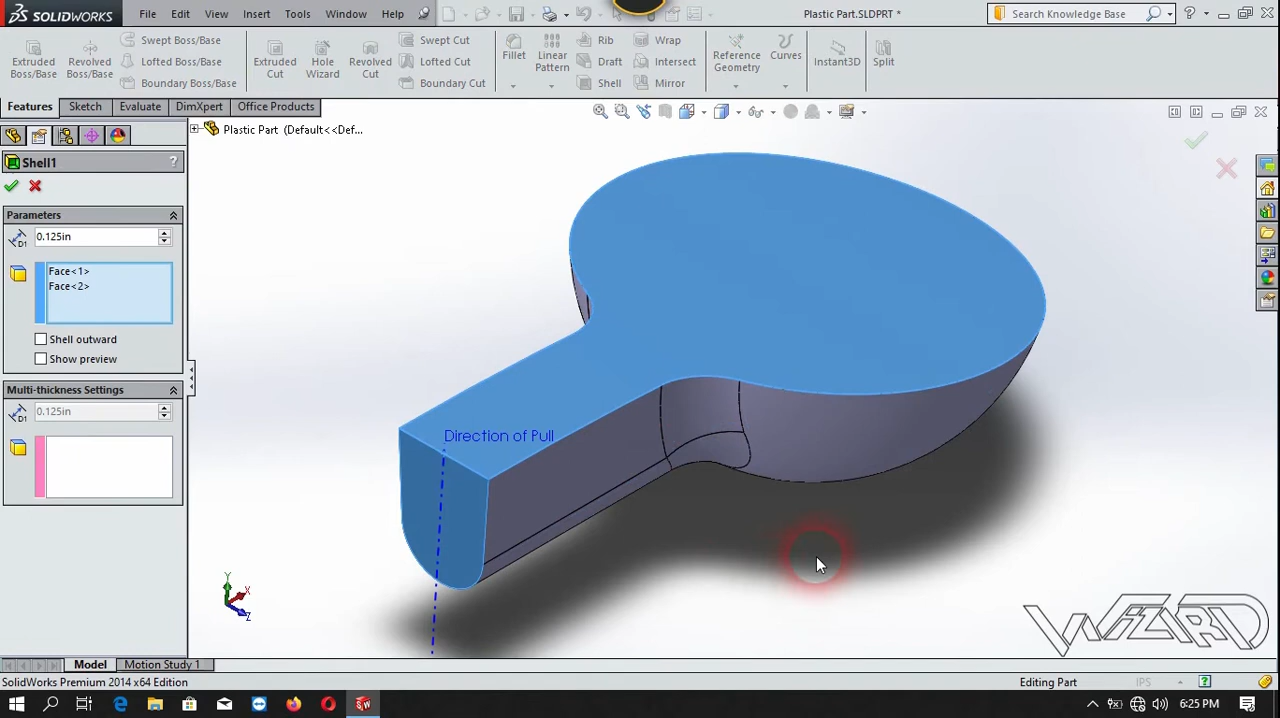 SOLIDWORKS File Edit View Insert Tools Window Help Plastic Part.SLDPRT * Search Knowledge Base
Extruded Boss/Base
Revolved Boss/Base
Swept Boss/Base
Lofted Boss/Base
Boundary Boss/Base
Extruded Cut
Hole Wizard
Revolved Cut
Swept Cut
Lofted Cut
Boundary Cut
Fillet
Linear Pattern
Rib
Draft
Shell
Wrap
Intersect
Mirror
Reference Geometry
Curves
Instant3D
Split
Features Sketch Evaluate DimXpert Office Products
Plastic Part (Default<<Def...
Shell1 ?
Parameters
D1 0.125in
Face<1>
Face<2>
Shell outward
Show preview
Multi-thickness Settings
D1 0.125in
Direction of Pull
Y
X
Z
WIZARD
Model Motion Study 1
SolidWorks Premium 2014 x64 Edition Editing Part IPS ?
6:25 PM